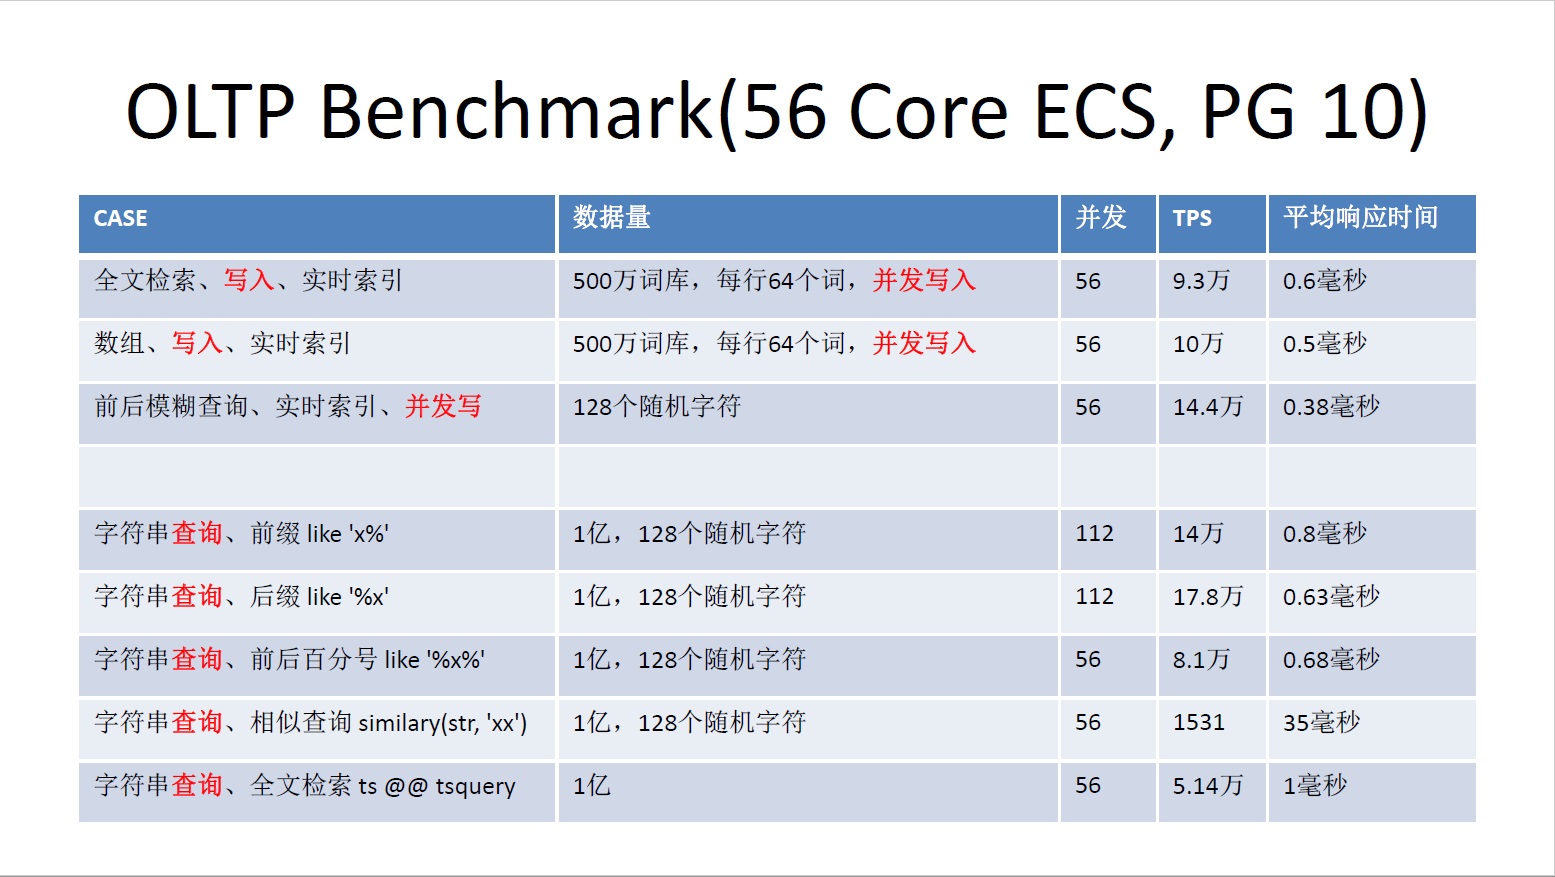 OLTP Benchmark(56 Core ECS, PG 10)
CASE 数据量 并发 TPS 平均响应时间
全文检索、写入、实时索引 500万词库，每行64个词，并发写入 56 9.3万 0.6毫秒
数组、写入、实时索引 500万词库，每行64个词，并发写入 56 10万 0.5毫秒
前后模糊查询、实时索引、并发写 128个随机字符 56 14.4万 0.38毫秒
字符串查询、前缀 like 'x%' 1亿，128个随机字符 112 14万 0.8毫秒
字符串查询、后缀 like '%x' 1亿，128个随机字符 112 17.8万 0.63毫秒
字符串查询、前后百分号 like '%x%' 1亿，128个随机字符 56 8.1万 0.68毫秒
字符串查询、相似查询 similary(str, 'xx') 1亿，128个随机字符 56 1531 35毫秒
字符串查询、全文检索 ts @@ tsquery 1亿 56 5.14万 1毫秒